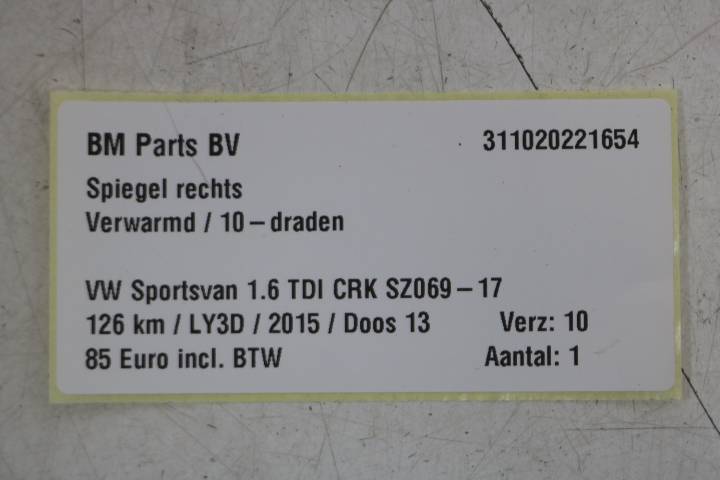 BM Parts BV 311020221654
Spiegel rechts
Verwarmd / 10 – draden
VW Sportsvan 1.6 TDI CRK SZ069 – 17
126 km / LY3D / 2015 / Doos 13 Verz: 10
85 Euro incl. BTW Aantal: 1